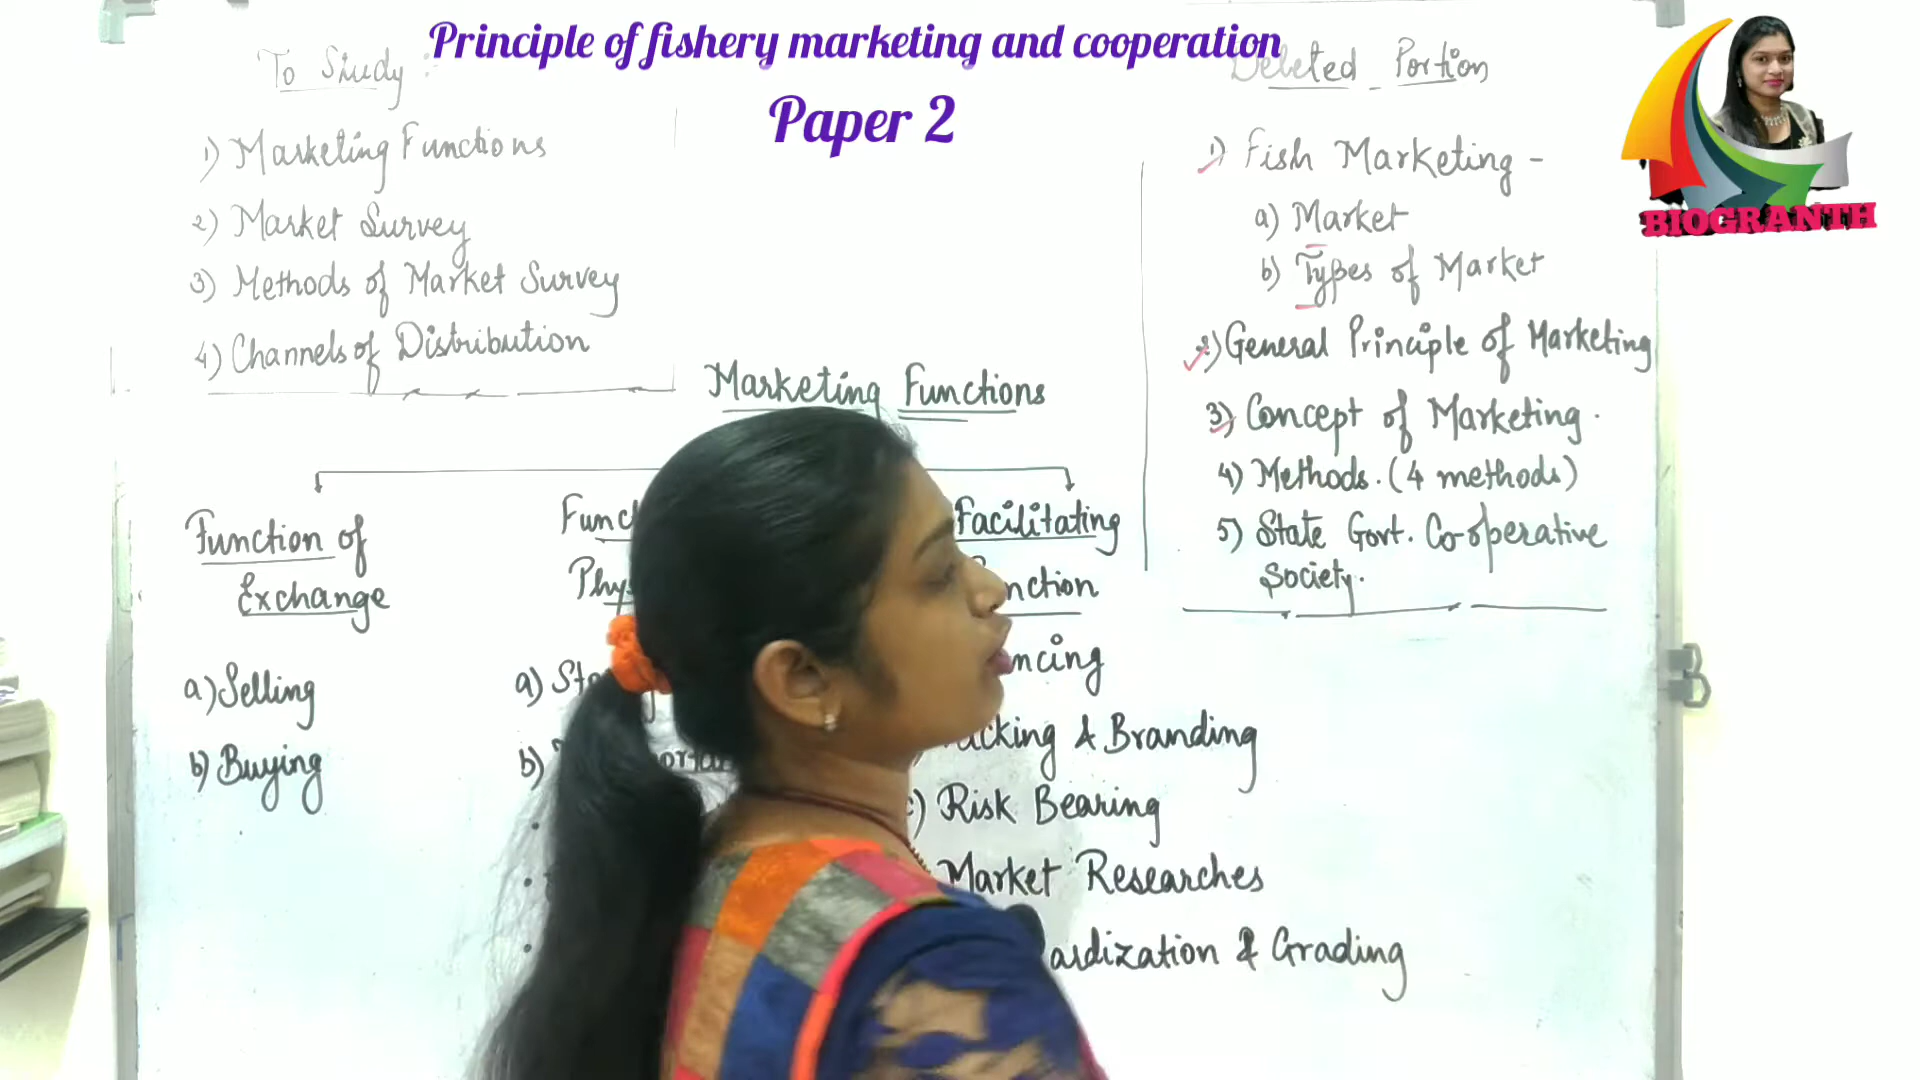 Principle of fishery marketing and cooperation
Paper 2
BIOGRANTH
To Study :
1) Marketing Functions
2) Market Survey
3) Methods of Market Survey
4) Channels of Distribution
Deleted Portion
1) Fish Marketing -
a) Market
b) Types of Market
2) General Principle of Marketing
3) Concept of Marketing.
4) Methods. (4 methods)
5) State Govt. Co-operative
Society.
Marketing Functions
Function of
Exchange
a) Selling
b) Buying
a)
b)
Facilitating
Packing & Branding
c) Risk Bearing
Market Researches
& Grading